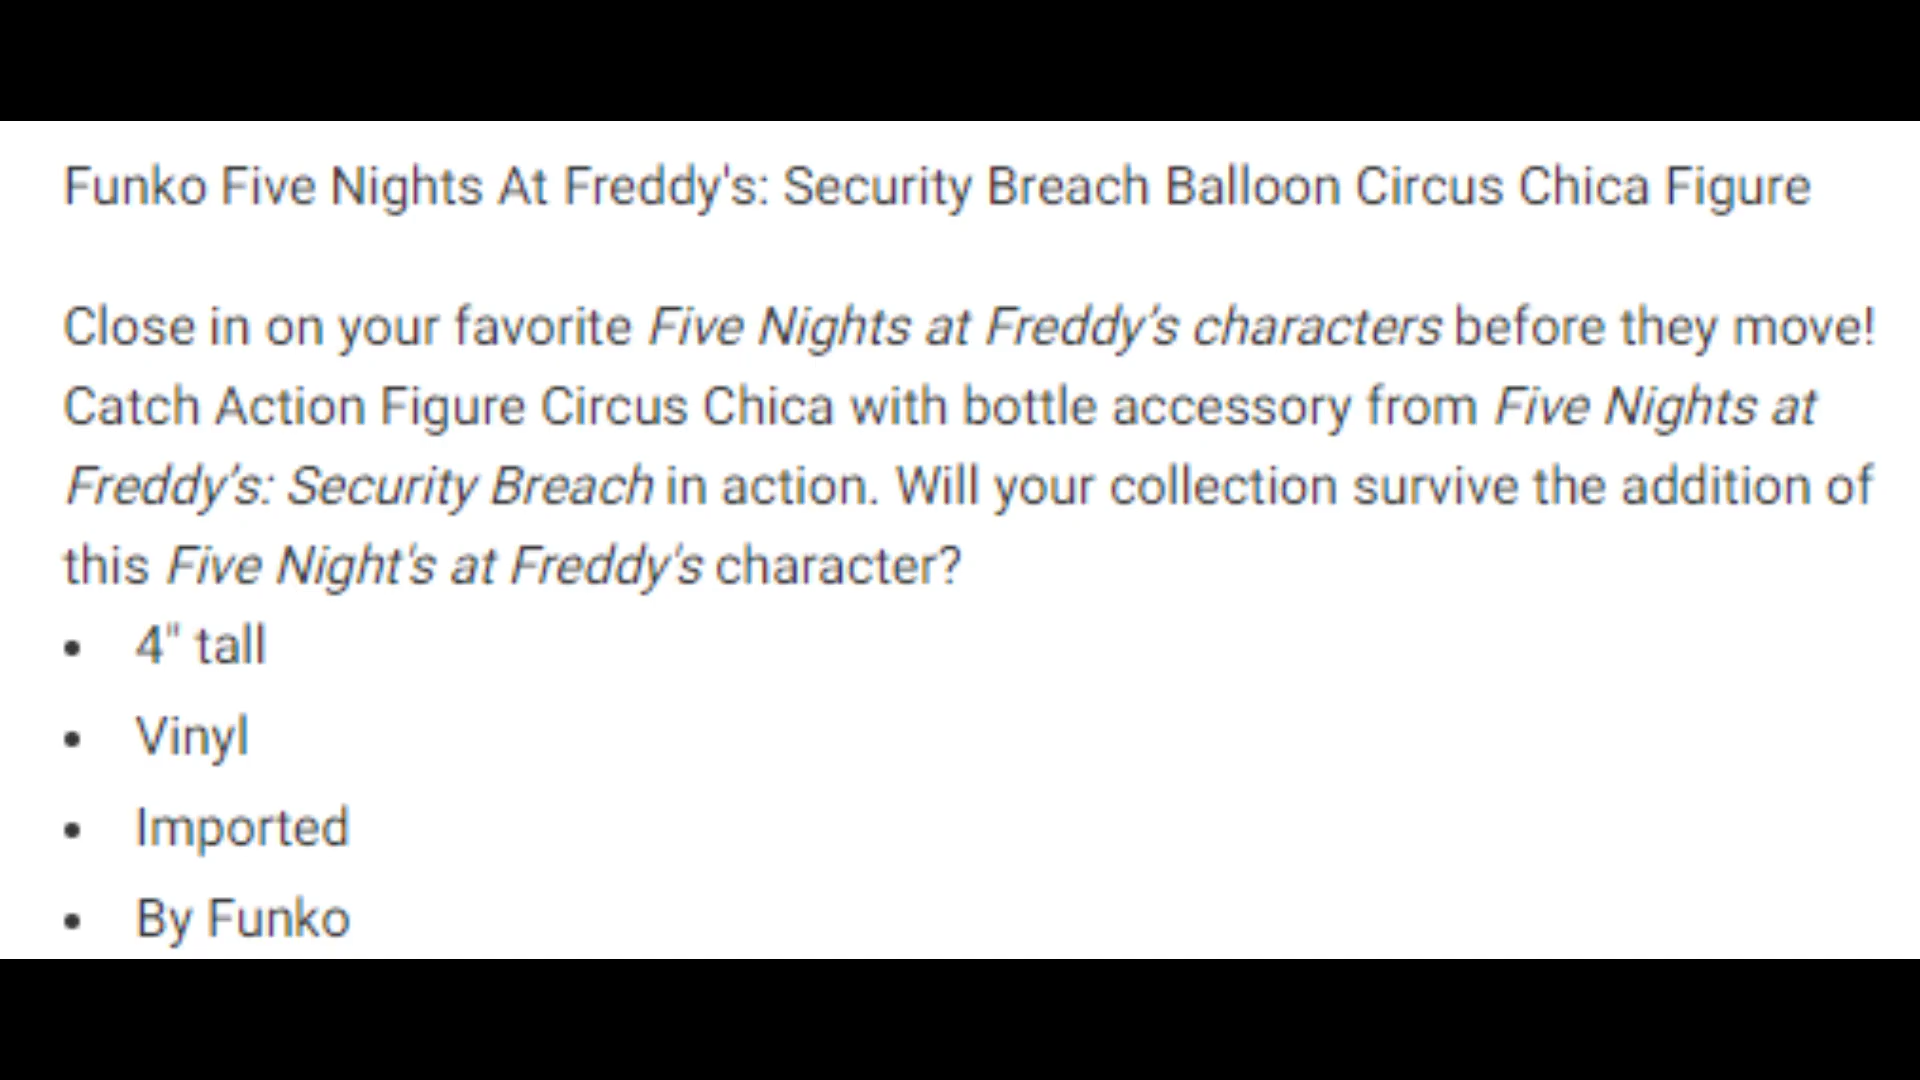 Funko Five Nights At Freddy's: Security Breach Balloon Circus Chica Figure
Close in on your favorite Five Nights at Freddy's characters before they move!
Catch Action Figure Circus Chica with bottle accessory from Five Nights at
Freddy's: Security Breach in action. Will your collection survive the addition of
this Five Night's at Freddy's character?
• 4" tall
• Vinyl
• Imported
• By Funko